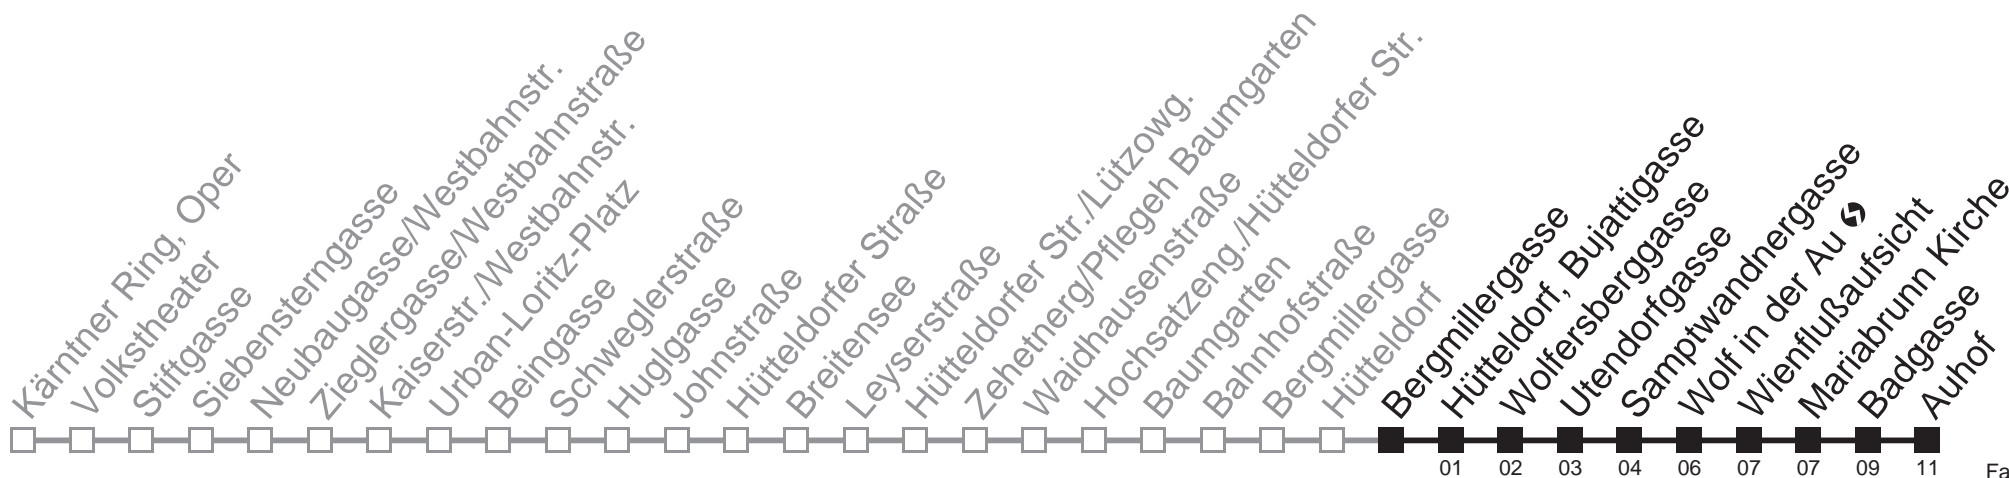 Kärntner Ring, Oper
Volkstheater
Stiftgasse
Siebensterngasse
Neubaugasse/Westbahnstr.
Zieglergasse/Westbahnstraße
Kaiserstr./Westbahnstr.
Urban-Loritz-Platz
Beingasse
Schweglerstraße
Huglgasse
Johnstraße
Hütteldorfer Straße
Breitensee
Leyserstraße
Hütteldorfer Str./Lützowg.
Zehetnerg/Pflegeh Baumgarten
Waidhausenstraße
Hochsatzeng./Hütteldorfer Str.
Baumgarten
Bahnhofstraße
Bergmillergasse
Hütteldorf
Bergmillergasse
Hütteldorf, Bujattigasse
Wolfersberggasse
Utendorfgasse
Samptwandnergasse
Wolf in der Au
Wienflußaufsicht
Mariabrunn Kirche
Badgasse
Auhof
01 02 03 04 06 07 07 09 11
Fa